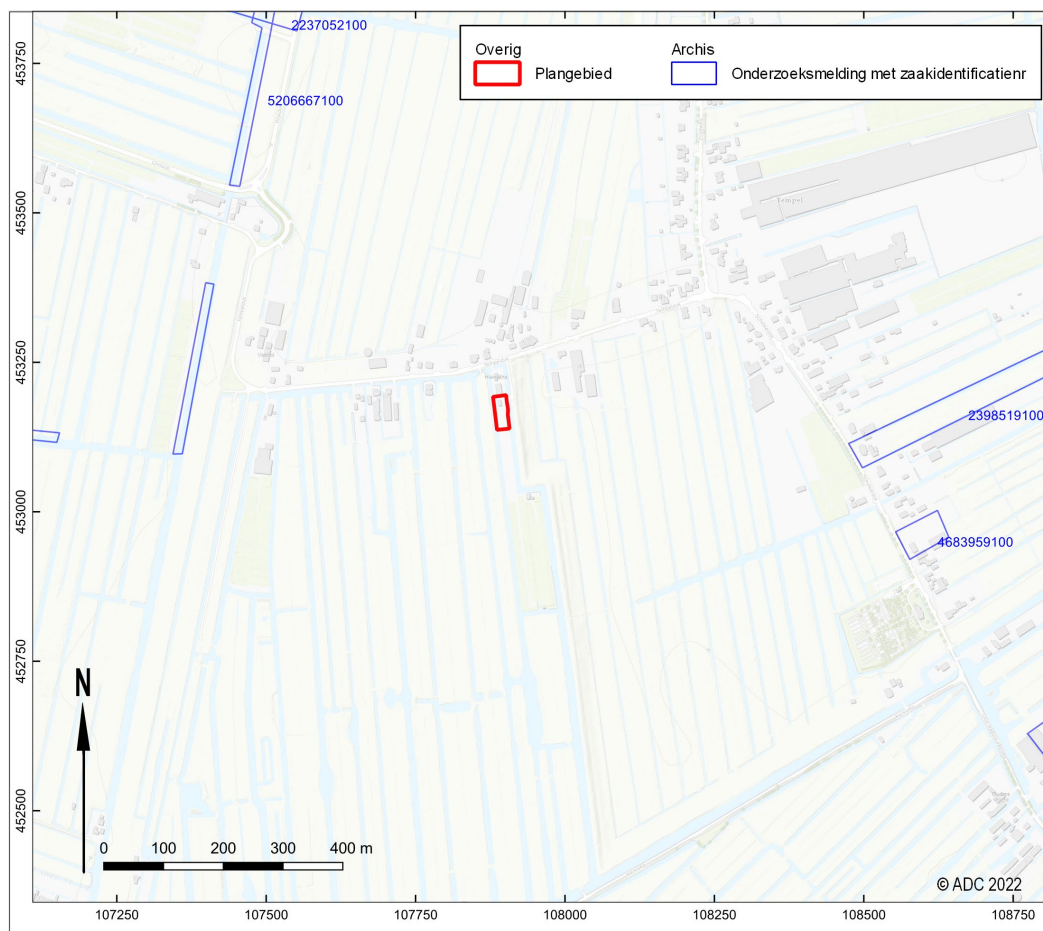 2237052100
Overig
Archis
Plangebied
Onderzoeksmelding met zaakidentificatienr
5206667100
Tempel
2398519100
4683959100
N
0 100 200 300 400 m
© ADC 2022
453750
453500
453250
453000
452750
452500
107250 107500 107750 108000 108250 108500 108750